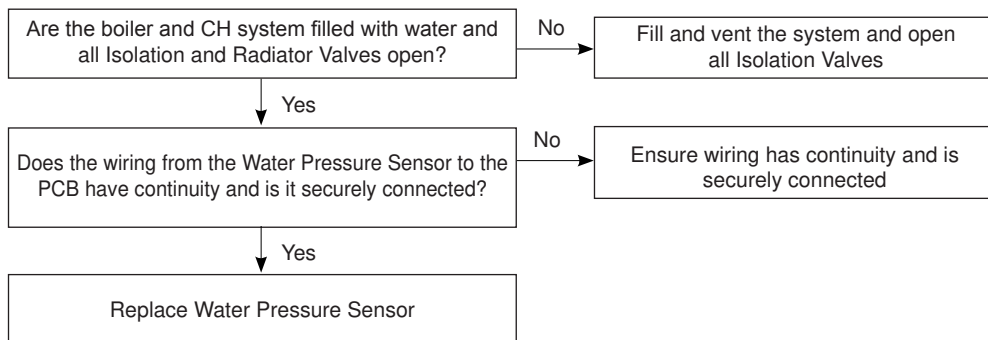 Are the boiler and CH system filled with water and
all Isolation and Radiator Valves open?
No
Fill and vent the system and open
all Isolation Valves
Yes
Does the wiring from the Water Pressure Sensor to the
PCB have continuity and is it securely connected?
No
Ensure wiring has continuity and is
securely connected
Yes
Replace Water Pressure Sensor